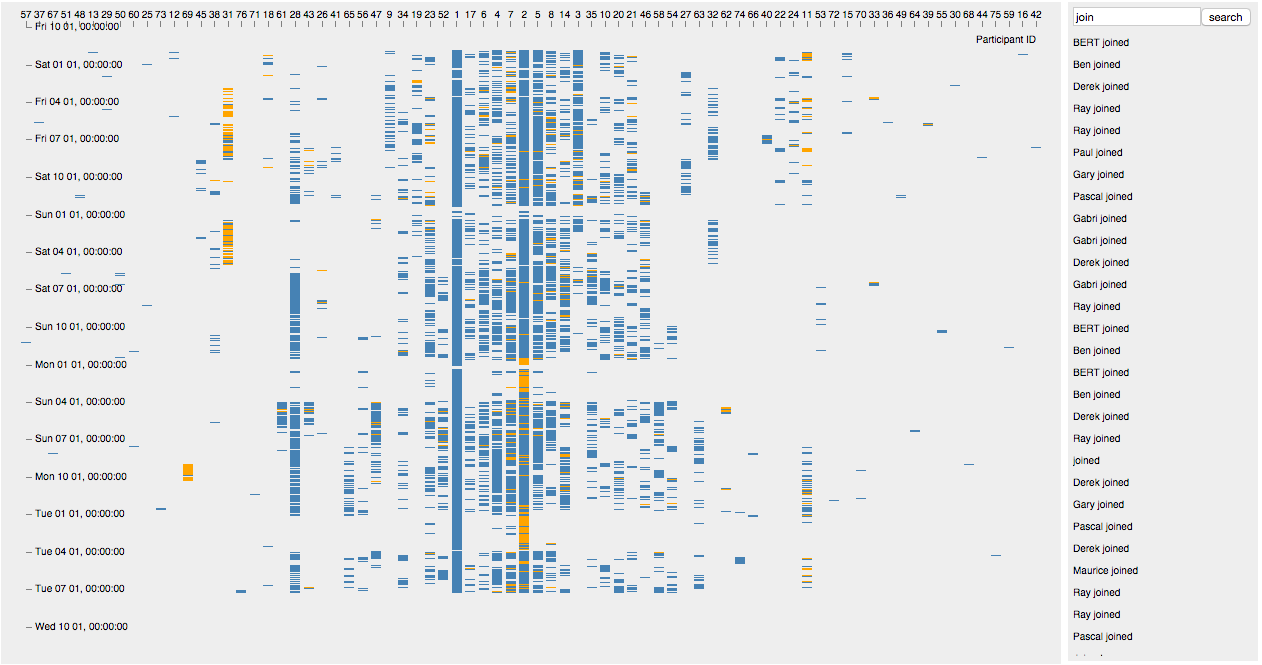 57 37 67 51 48 13 29 50 60 25 73 12 69 45 38 31 76 71 18 61 28 43 36 41 65 56 47 9 34 19 23 52 1 17 6 4 7 2 5 8 14 3 35 10 20 21 46 58 54 27 63 32 62 74 66 40 22 24 11 53 72 15 70 33 36 49 64 39 55 30 68 44 75 59 16 42
Fri 10 01, 00:00:00
Participant ID
Sat 01 01, 00:00:00
Fri 04 01, 00:00:00
Fri 07 01, 00:00:00
Sat 10 01, 00:00:00
Sun 01 01, 00:00:00
Sat 04 01, 00:00:00
Sat 07 01, 00:00:00
Sun 10 01, 00:00:00
Mon 01 01, 00:00:00
Sun 04 01, 00:00:00
Sun 07 01, 00:00:00
Mon 10 01, 00:00:00
Tue 01 01, 00:00:00
Tue 04 01, 00:00:00
Tue 07 01, 00:00:00
Wed 10 01, 00:00:00
join search
BERT joined
Ben joined
Derek joined
Ray joined
Ray joined
Paul joined
Gary joined
Pascal joined
Gabri joined
Gabri joined
Derek joined
Gabri joined
Ray joined
BERT joined
Ben joined
BERT joined
Ben joined
Derek joined
Ray joined
joined
Derek joined
Gary joined
Pascal joined
Derek joined
Maurice joined
Ray joined
Ray joined
Pascal joined